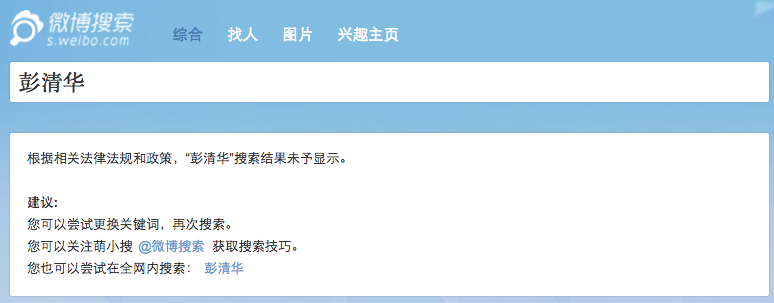 微博搜索
s.weibo.com
综合 找人 图片 兴趣主页
彭清华
根据相关法律法规和政策，“彭清华”搜索结果未予显示。
建议：
您可以尝试更换关键词，再次搜索。
您可以关注萌小搜 @微博搜索 获取搜索技巧。
您也可以尝试在全网内搜索： 彭清华